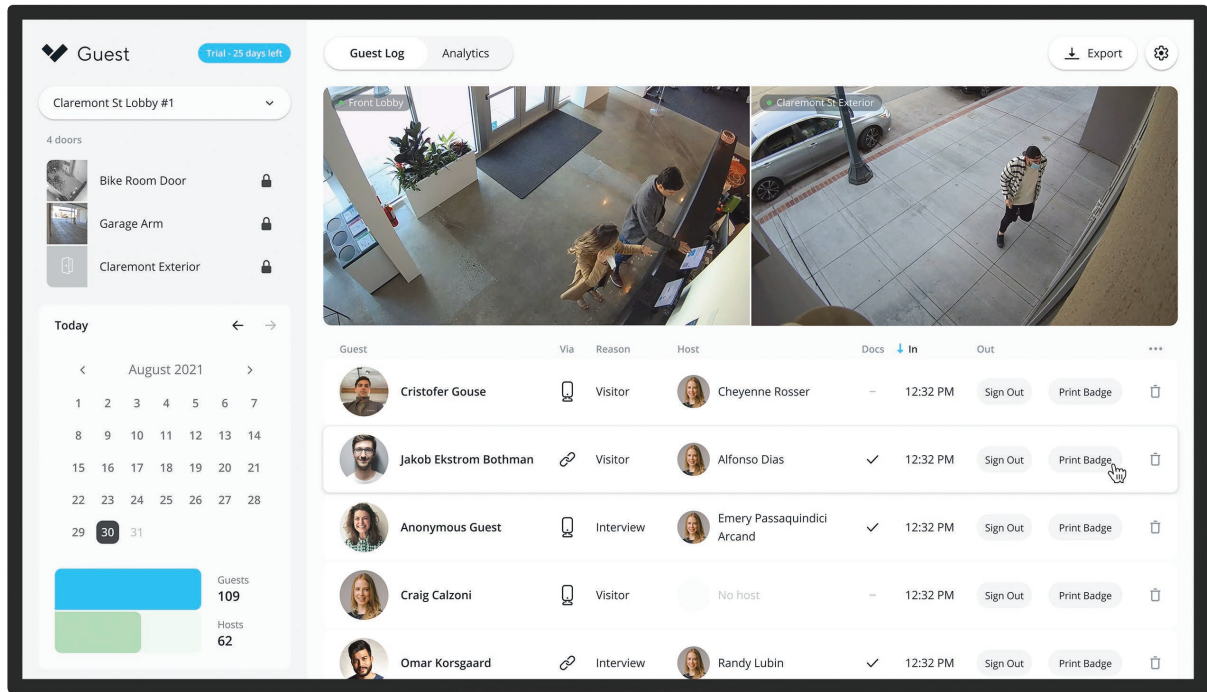 Guest
Trial - 25 days left
Claremont St Lobby #1
4 doors
Bike Room Door
Garage Arm
Claremont Exterior
Today
August 2021
1 2 3 4 5 6 7
8 9 10 11 12 13 14
15 16 17 18 19 20 21
22 23 24 25 26 27 28
29 30 31
Guests
109
Hosts
62
Guest Log Analytics
Export
Front Lobby
Claremont St Exterior
Guest Via Reason Host Docs In Out
Cristofer Gouse Visitor Cheyenne Rosser – 12:32 PM Sign Out Print Badge
Jakob Ekstrom Bothman Visitor Alfonso Dias 12:32 PM Sign Out Print Badge
Anonymous Guest Interview Emery Passaquindici
Arcand 12:32 PM Sign Out Print Badge
Craig Calzoni Visitor No host – 12:32 PM Sign Out Print Badge
Omar Korsgaard Interview Randy Lubin 12:32 PM Sign Out Print Badge